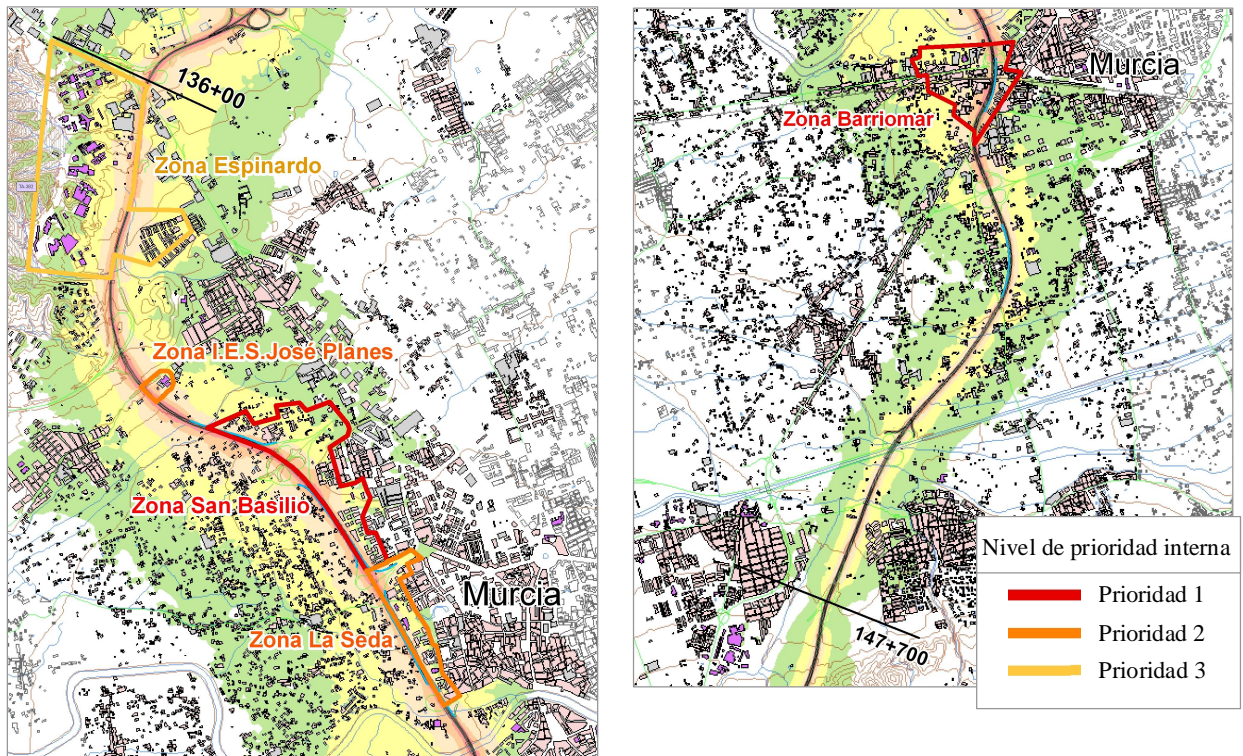 136+00
Zona Espinardo
Zona I.E.S.José Planes
Zona San Basilio
Murcia
Zona La Seda
Murcia
Zona Barriomar
147+700
Nivel de prioridad interna
Prioridad 1
Prioridad 2
Prioridad 3